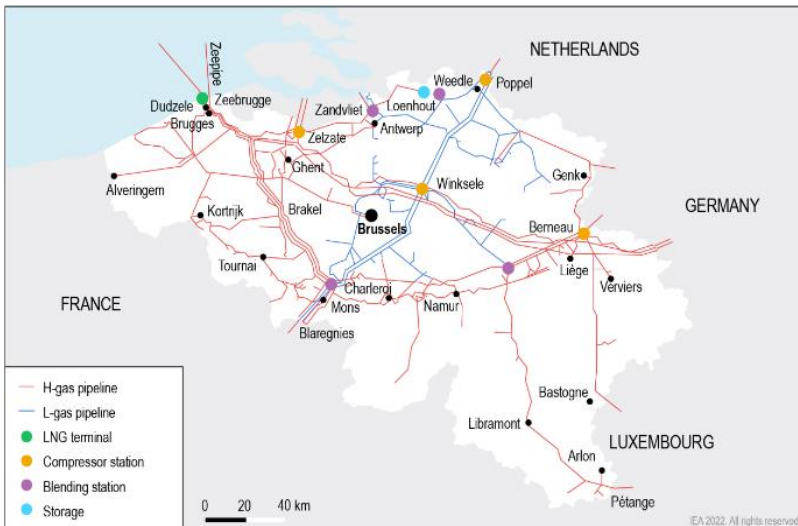 NETHERLANDS
Zeepipe
Weedle
Poppel
Dudzele
Zeebrugge
Zandvliet
Loenhout
Brugges
Zelzate
Antwerp
Ghent
Genk
Alveringem
Winksele
GERMANY
Kortrijk
Brakel
Brussels
Berneau
Tournai
Liège
Verviers
FRANCE
Charleroi
Mons
Namur
Blaregnies
H-gas pipeline
L-gas pipeline
Bastogne
LNG terminal
Libramont
LUXEMBOURG
Compressor station
Arlon
Blending station
Pétange
Storage
0 20 40 km
IEA 2022. All rights reserved